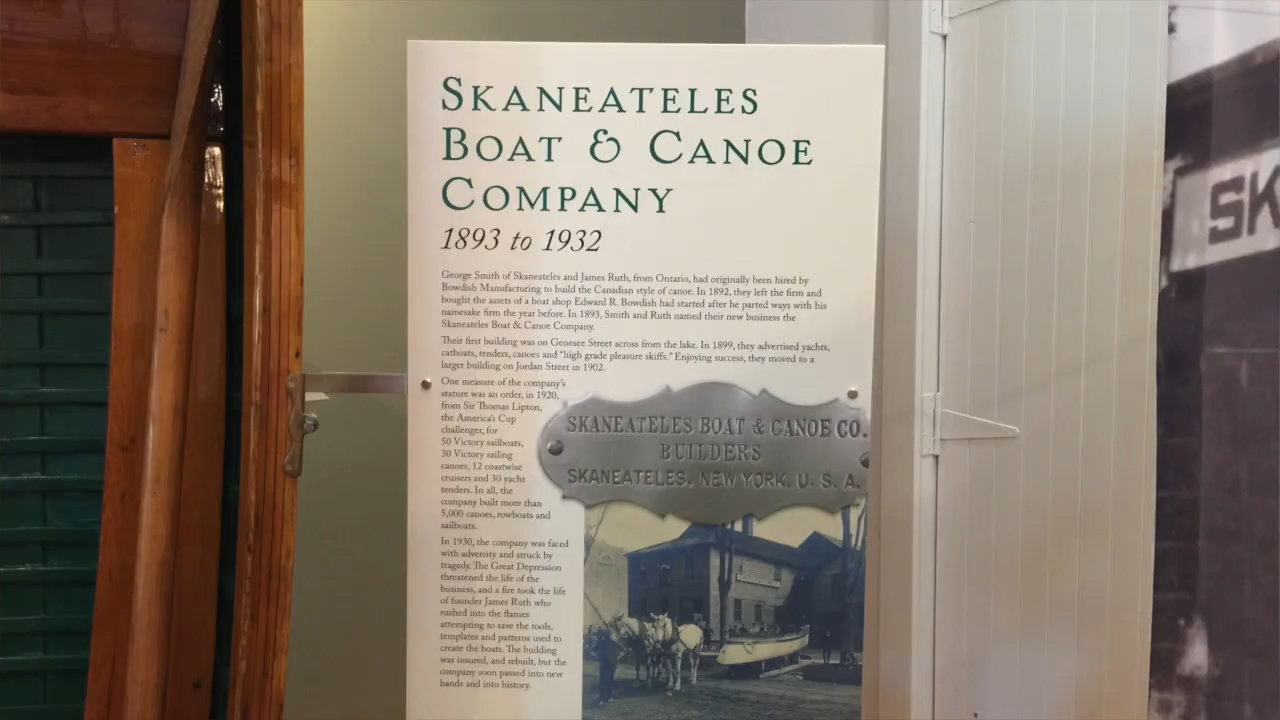 SKANEATELES
BOAT & CANOE
COMPANY
1893 to 1932
George Smith of Skaneateles and James Ruth, from Ontario, had originally been hired by
Bowdish Manufacturing to build the Canadian style of canoe. In 1892, they left the firm and
bought the assets of a boat shop Edward R. Bowdish had started after he parted ways with his
namesake firm the year before. In 1893, Smith and Ruth named their new business the
Skaneateles Boat & Canoe Company.
Their first building was on Genesee Street across from the lake. In 1899, they advertised yachts,
catboats, tenders, canoes and "high grade pleasure skiffs." Enjoying success, they moved to a
larger building on Jordan Street in 1902.
One measure of the company's
stature was an order, in 1920,
from Sir Thomas Lipton,
the America's Cup
challenger, for
50 Victory sailboats,
30 Victory sailing
canoes, 12 coastwise
cruisers and 30 yacht
tenders. In all, the
company built more than
5,000 canoes, rowboats and
sailboats.
In 1930, the company was faced
with adversity and struck by
tragedy. The Great Depression
threatened the life of the
business, and a fire took the life
of founder James Ruth who
rushed into the flames
attempting to save the tools,
templates and patterns used to
create the boats. The building
was insured, and rebuilt, but the
company soon passed into new
hands and into history.
SKANEATELES BOAT & CANOE CO.
BUILDERS
SKANEATELES, NEW YORK, U. S. A.
SK